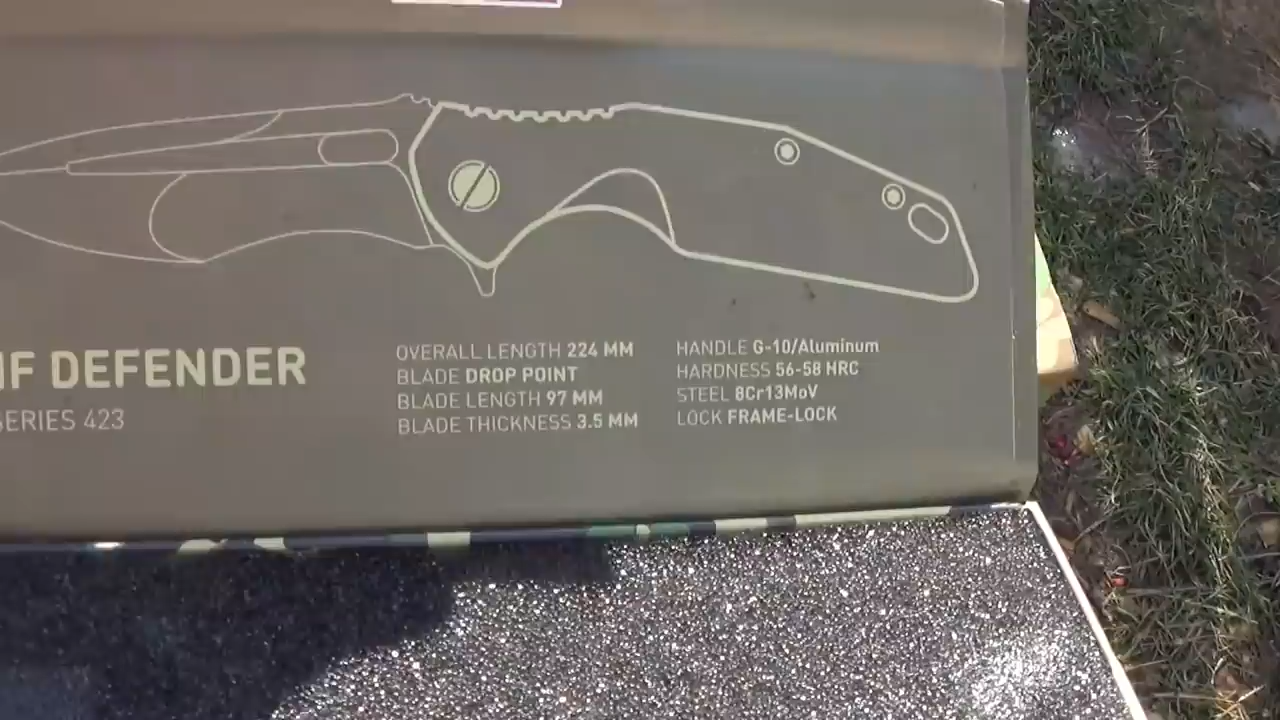 DEFENDER
SERIES 423
OVERALL LENGTH 224 MM
BLADE DROP POINT
BLADE LENGTH 97 MM
BLADE THICKNESS 3.5 MM
HANDLE G-10/Aluminum
HARDNESS 56-58 HRC
STEEL 8Cr13MoV
LOCK FRAME-LOCK